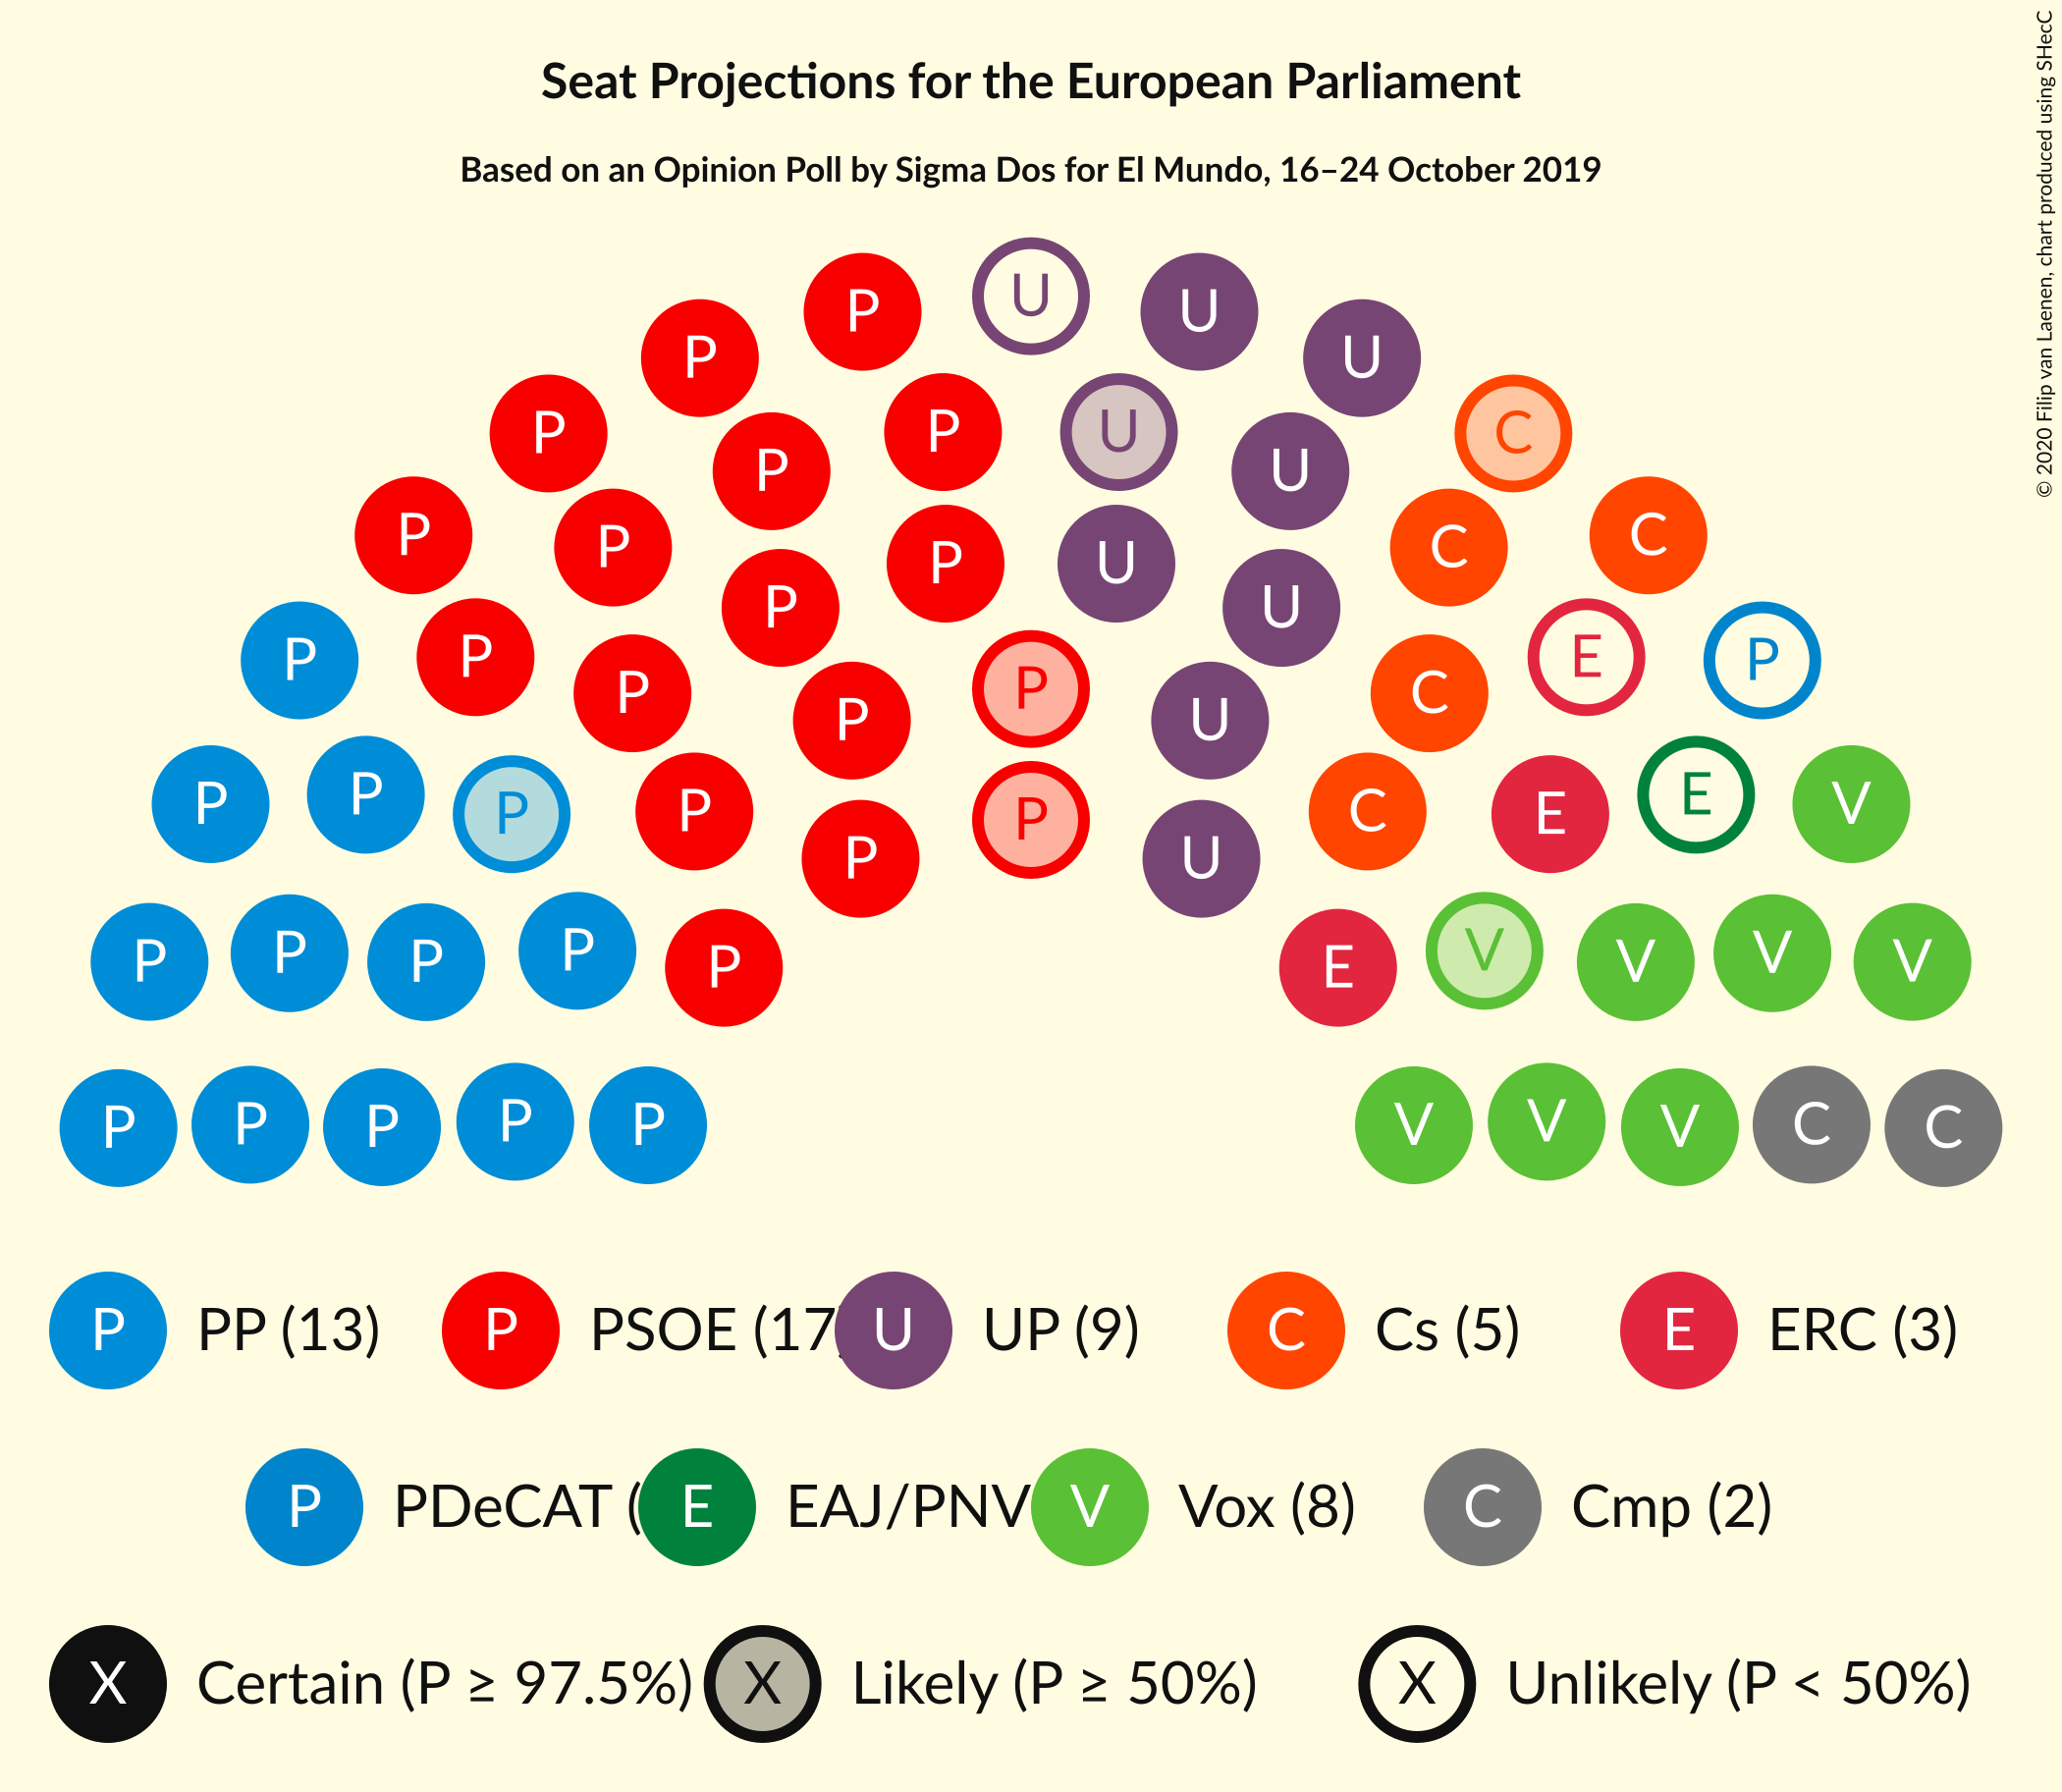 Seat Projections for the European Parliament
Based on an Opinion Poll by Sigma Dos for El Mundo, 16–24 October 2019
© 2020 Filip van Laenen, chart produced using SHecC
U
P U
P U
P U
P C
P U
P P
P C
P C
P U
P U
P E
P P
P C
P
P U
P C
P E
P V
P E
P C
P U
P V
P V
P V
P V
P E
P C
P V
P C
P V
P V
P PP (13)
P PSOE (17
U UP (9)
C Cs (5)
E ERC (3)
P PDeCAT (
E EAJ/PNV
V Vox (8)
C Cmp (2)
X Certain (P ≥ 97.5%)
X Likely (P ≥ 50%)
X Unlikely (P < 50%)